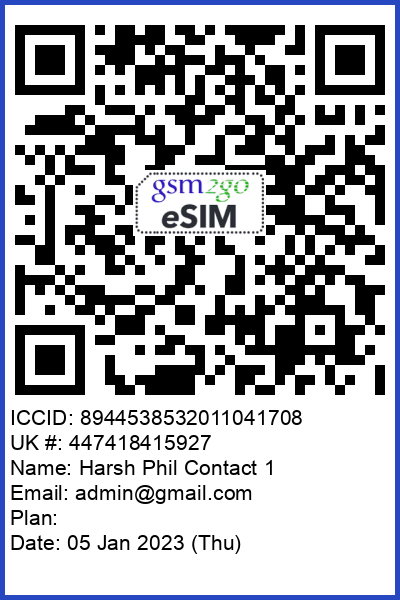 gsm2go
eSIM
ICCID: 8944538532011041708
UK #: 447418415927
Name: Harsh Phil Contact 1
Email: admin@gmail.com
Plan:
Date: 05 Jan 2023 (Thu)